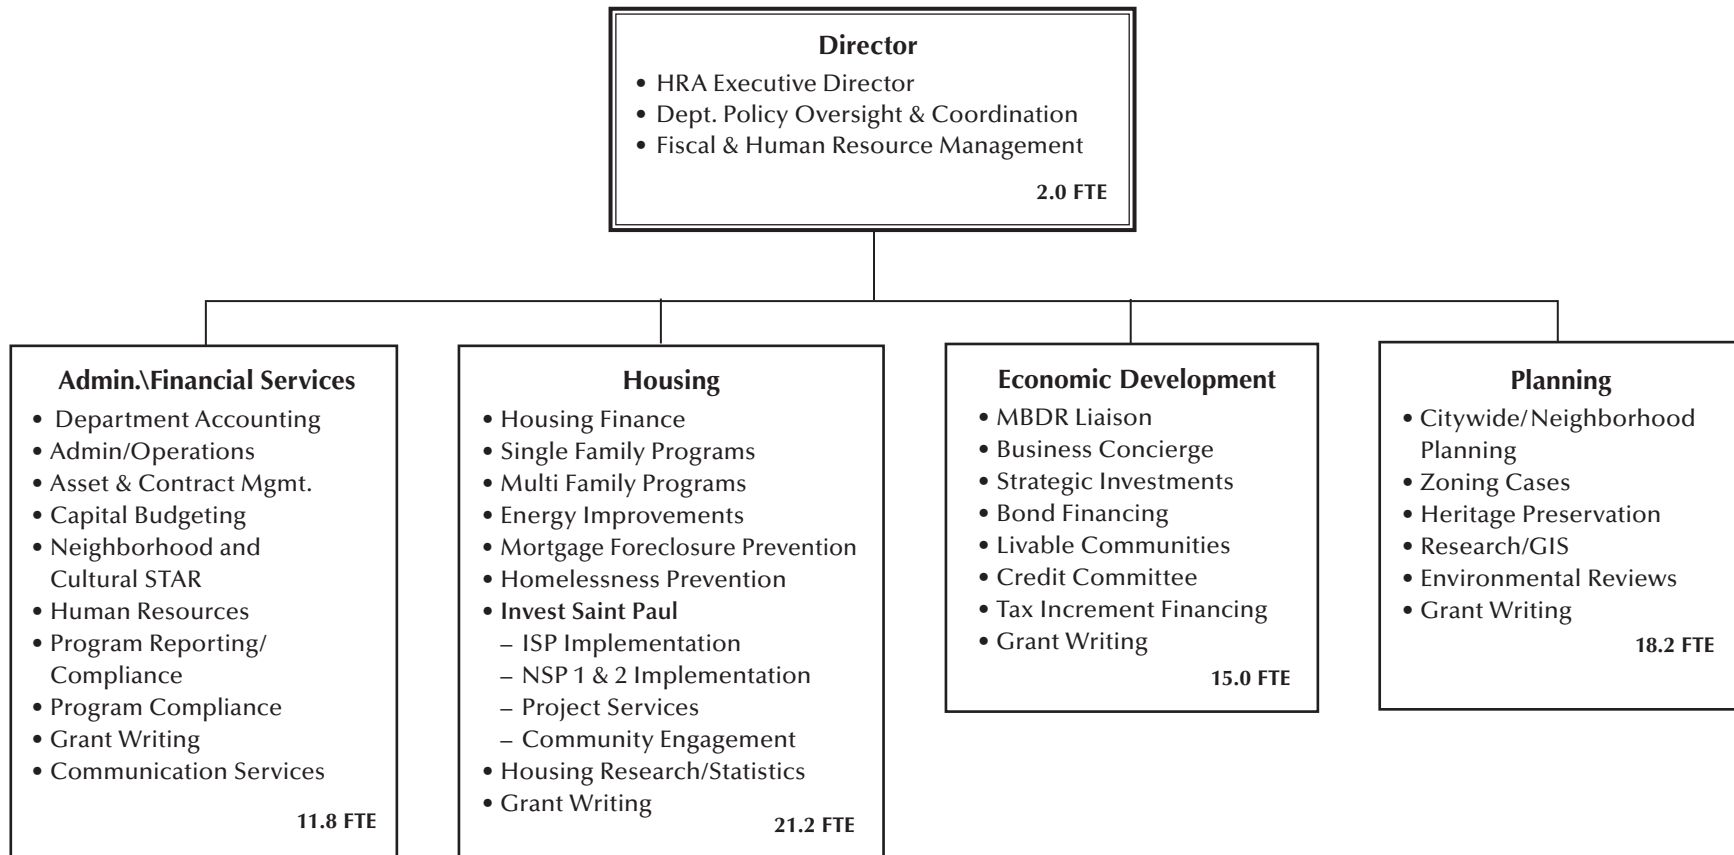 Director
• HRA Executive Director
• Dept. Policy Oversight & Coordination
• Fiscal & Human Resource Management
2.0 FTE
Admin.\Financial Services
• Department Accounting
• Admin/Operations
• Asset & Contract Mgmt.
• Capital Budgeting
• Neighborhood and
Cultural STAR
• Human Resources
• Program Reporting/
Compliance
• Program Compliance
• Grant Writing
• Communication Services
11.8 FTE
Housing
• Housing Finance
• Single Family Programs
• Multi Family Programs
• Energy Improvements
• Mortgage Foreclosure Prevention
• Homelessness Prevention
• Invest Saint Paul
– ISP Implementation
– NSP 1 & 2 Implementation
– Project Services
– Community Engagement
• Housing Research/Statistics
• Grant Writing
21.2 FTE
Economic Development
• MBDR Liaison
• Business Concierge
• Strategic Investments
• Bond Financing
• Livable Communities
• Credit Committee
• Tax Increment Financing
• Grant Writing
15.0 FTE
Planning
• Citywide/Neighborhood
Planning
• Zoning Cases
• Heritage Preservation
• Research/GIS
• Environmental Reviews
• Grant Writing
18.2 FTE